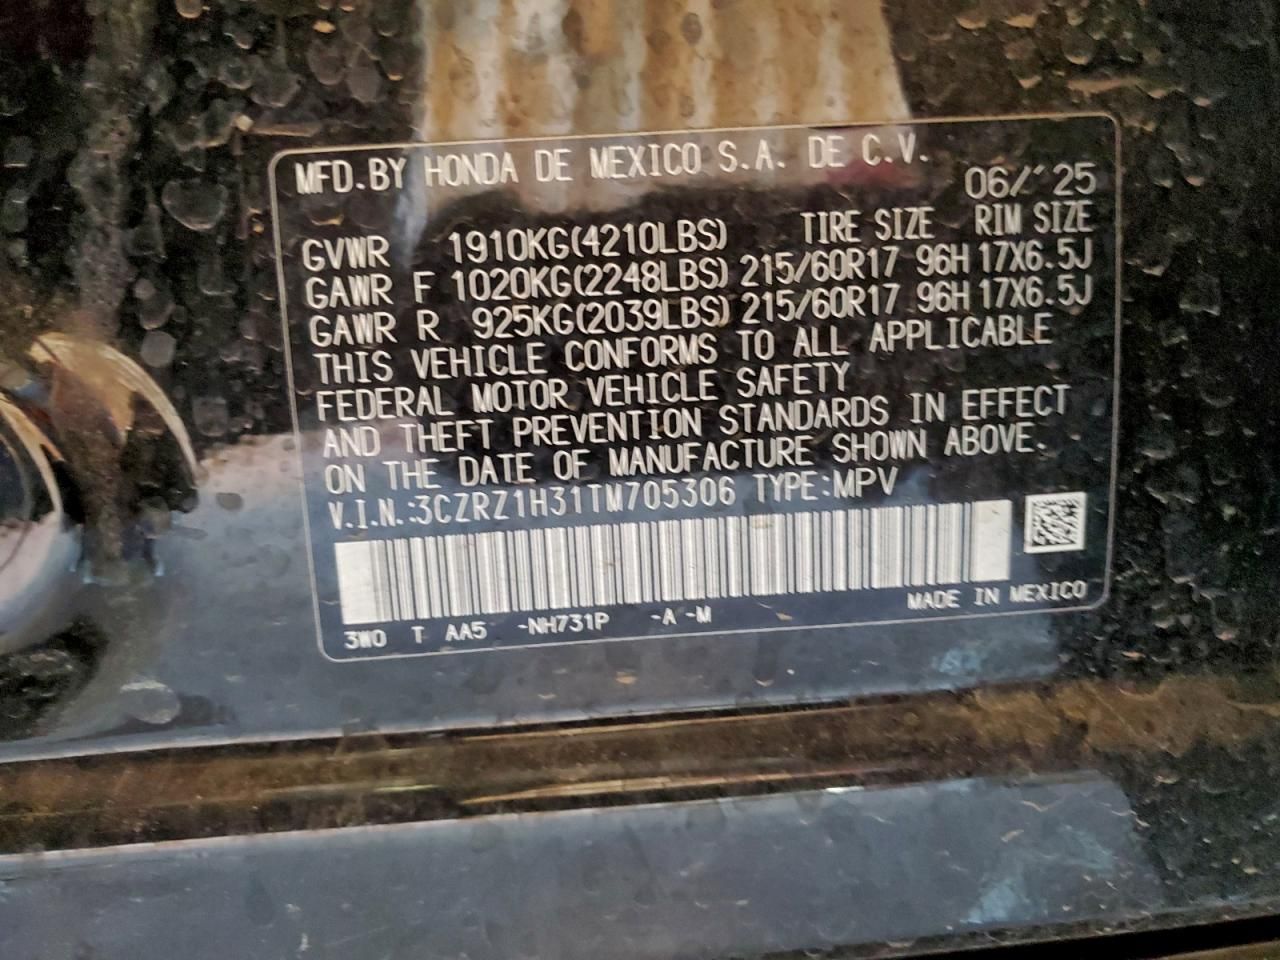 MFD.BY HONDA DE MEXICO S.A. DE C.V.
06/'25
GVWR 1910KG(4210LBS) TIRE SIZE RIM SIZE
GAWR F 1020KG(2248LBS) 215/60R17 96H 17X6.5J
GAWR R 925KG(2039LBS) 215/60R17 96H 17X6.5J
THIS VEHICLE CONFORMS TO ALL APPLICABLE
FEDERAL MOTOR VEHICLE SAFETY
AND THEFT PREVENTION STANDARDS IN EFFECT
ON THE DATE OF MANUFACTURE SHOWN ABOVE.
V.I.N.:3CZRZ1H31TM705306 TYPE:MPV
3W0 T AA5 -NH731P -A -M MADE IN MEXICO